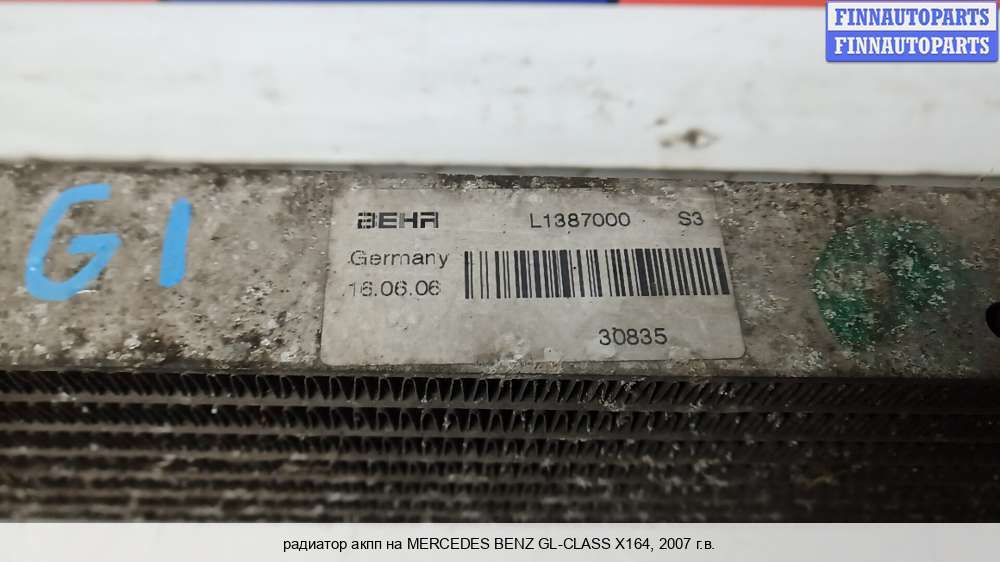 FINNAUTOPARTS
FINNAUTOPARTS
G1
BEHR L1387000 S3
Germany
16.06.06
30835
радиатор акпп на MERCEDES BENZ GL-CLASS X164, 2007 г.в.